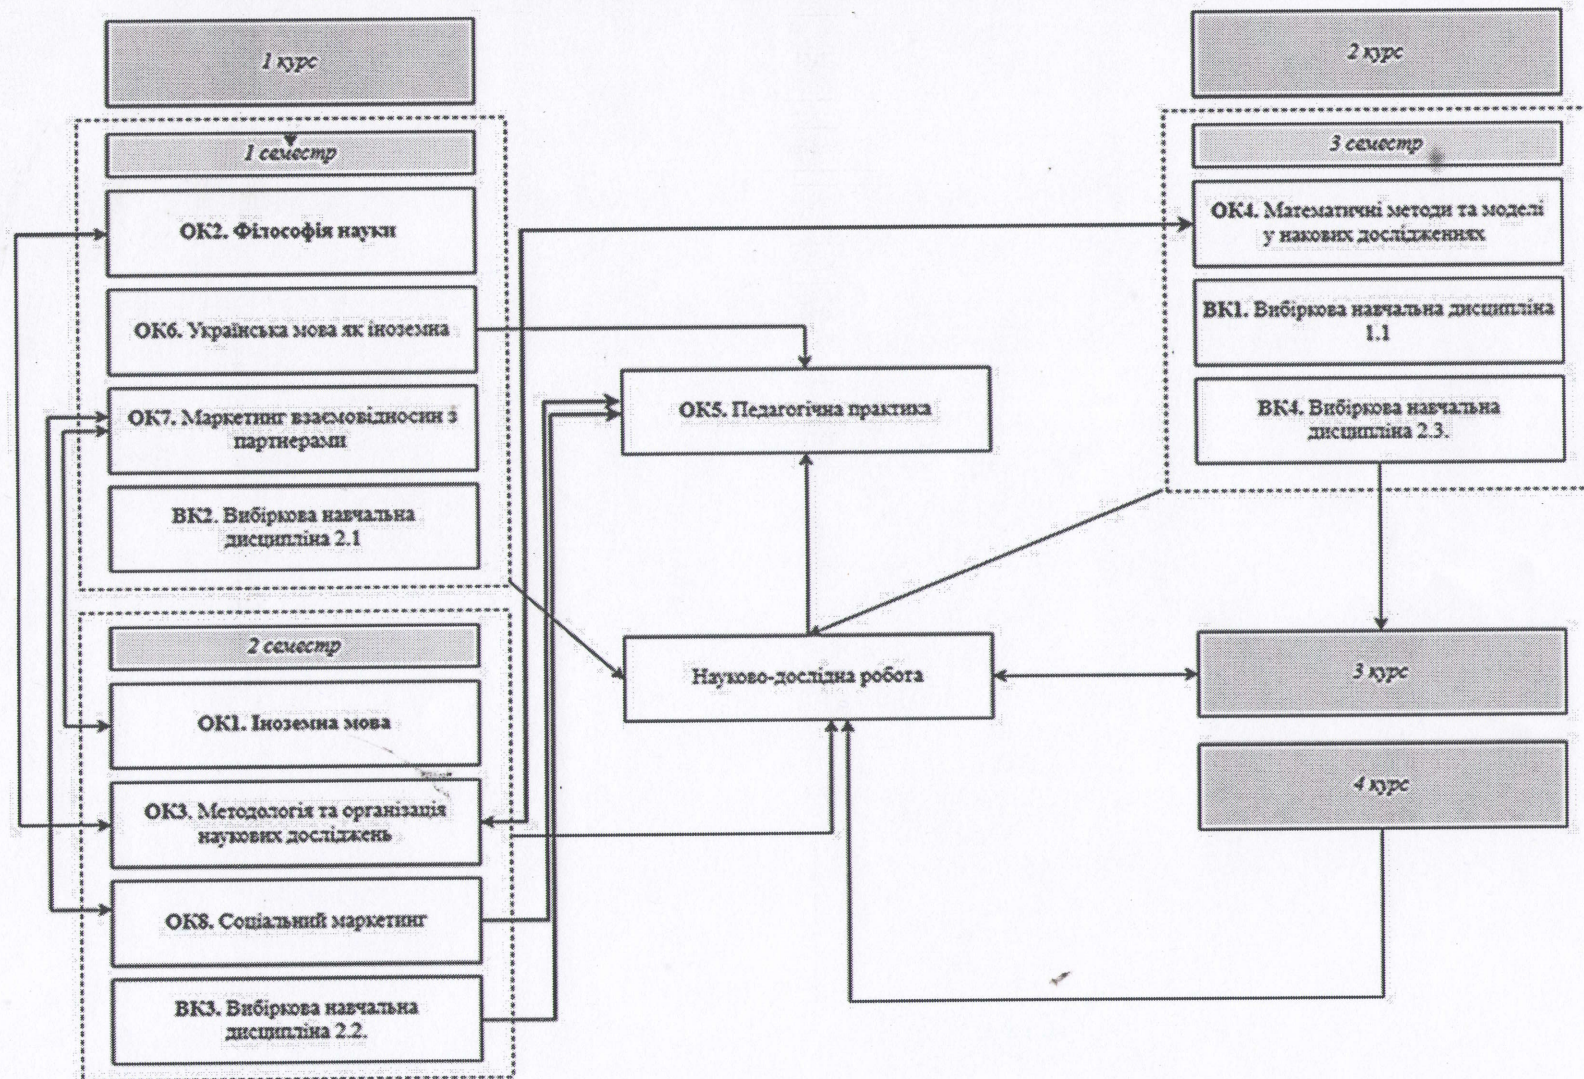 1 курс
1 семестр
ОК2. Філософія науки
ОК6. Українська мова як іноземна
ОК7. Маркетинг взаємовідносин з
партнерами
ВК2. Вибіркова навчальна
дисципліна 2.1
2 семестр
ОК1. Іноземна мова
ОК3. Методологія та організація
наукових досліджень
ОК8. Соціальний маркетинг
ВК3. Вибіркова навчальна
дисципліна 2.2.
ОК5. Педагогічна практика
Науково-дослідна робота
2 курс
3 семестр
ОК4. Математичні методи та моделі
у накових дослідженнях
ВК1. Вибіркова навчальна дисципліна
1.1
ВК4. Вибіркова навчальна
дисципліна 2.3.
3 курс
4 курс